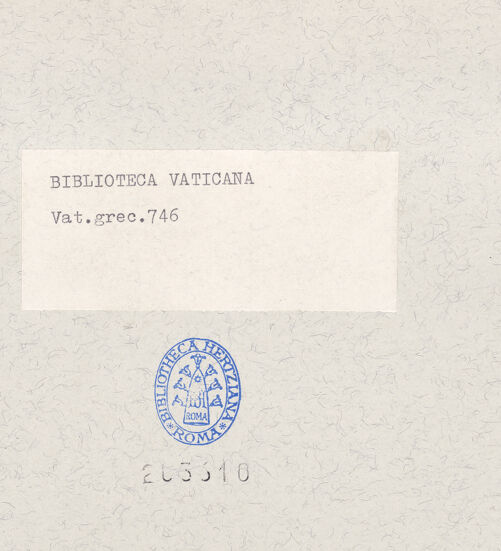 BIBLIOTECA VATICANA
Vat.grec.746
BIBLIOTHECA HERTZIANA
ROMA
*ROMA*